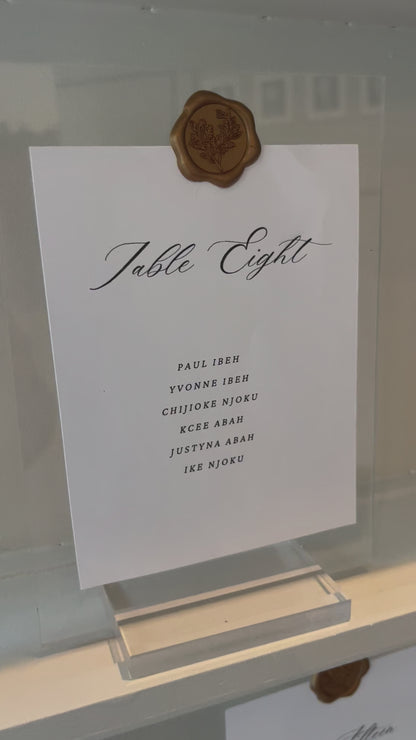 Table Eight
PAUL IBEH
YVONNE IBEH
CHIJIOKE NJOKU
KCEE ABAH
JUSTYNA ABAH
IKE NJOKU